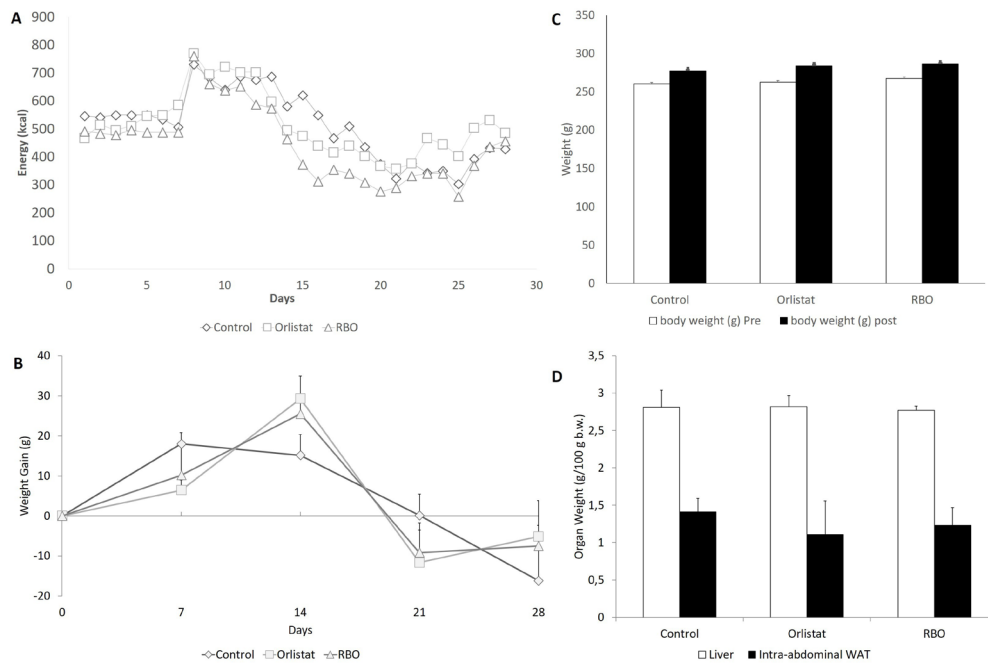 A
900
800
700
600
500
400
300
200
100
0
Energy (kcal)
0 5 10 15 20 25 30
Days
Control Orlistat RBO
B
40
30
20
10
0
-10
-20
Weight Gain (g)
0 7 14 21 28
Days
Control Orlistat RBO
C
350
300
250
200
150
100
50
0
Weight (g)
Control Orlistat RBO
body weight (g) Pre body weight (g) post
D
3,5
3
2,5
2
1,5
1
0,5
0
Organ Weight (g/100 g b.w.)
Control Orlistat RBO
Liver Intra-abdominal WAT